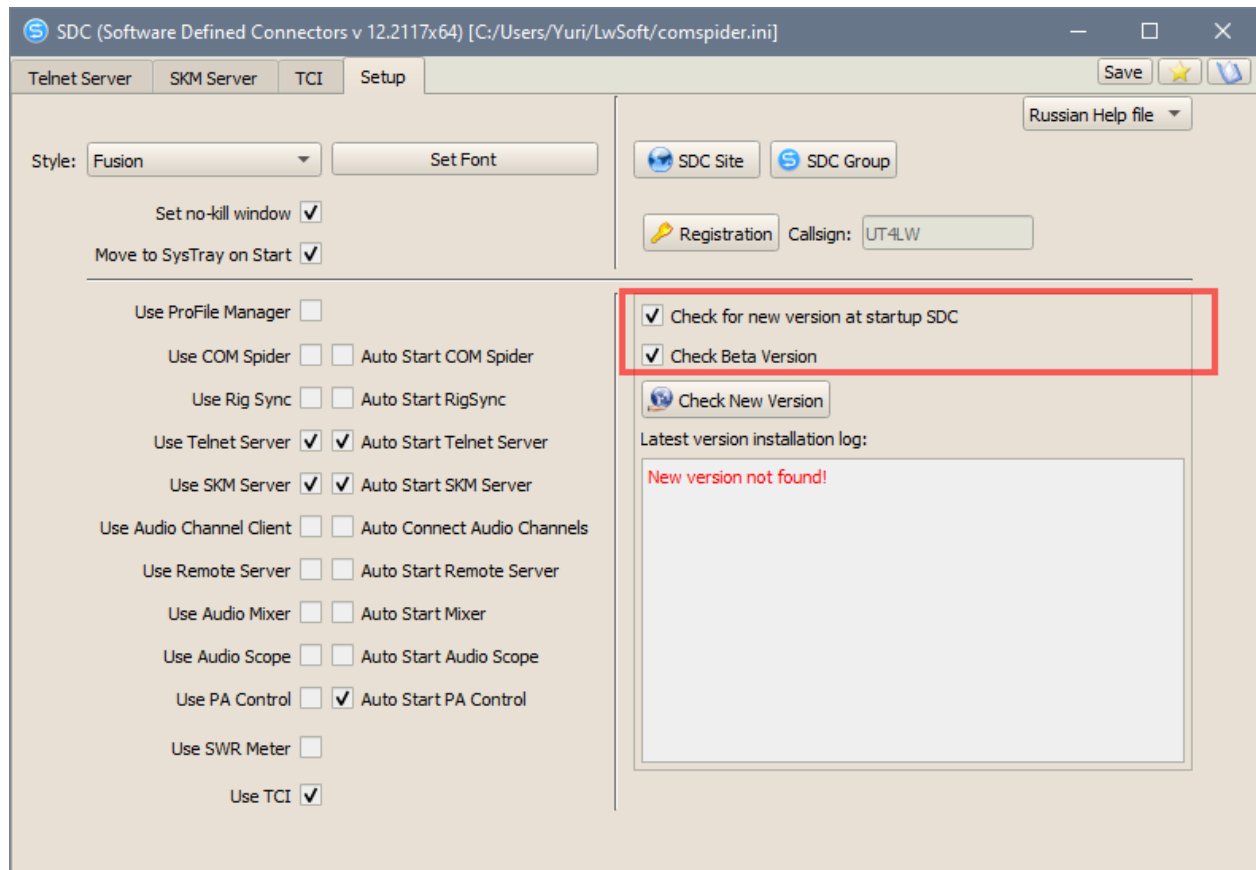 SDC (Software Defined Connectors v 12.2117x64) [C:/Users/Yuri/LwSoft/comspider.ini]
Telnet Server SKM Server TCI Setup Save
Russian Help file
Style: Fusion Set Font SDC Site SDC Group
Set no-kill window
Registration Callsign: UT4LW
Move to SysTray on Start
Use ProFile Manager
Use COM Spider Auto Start COM Spider
Use Rig Sync Auto Start RigSync
Use Telnet Server Auto Start Telnet Server
Use SKM Server Auto Start SKM Server
Use Audio Channel Client Auto Connect Audio Channels
Use Remote Server Auto Start Remote Server
Use Audio Mixer Auto Start Mixer
Use Audio Scope Auto Start Audio Scope
Use PA Control Auto Start PA Control
Use SWR Meter
Use TCI
Check for new version at startup SDC
Check Beta Version
Check New Version
Latest version installation log:
New version not found!